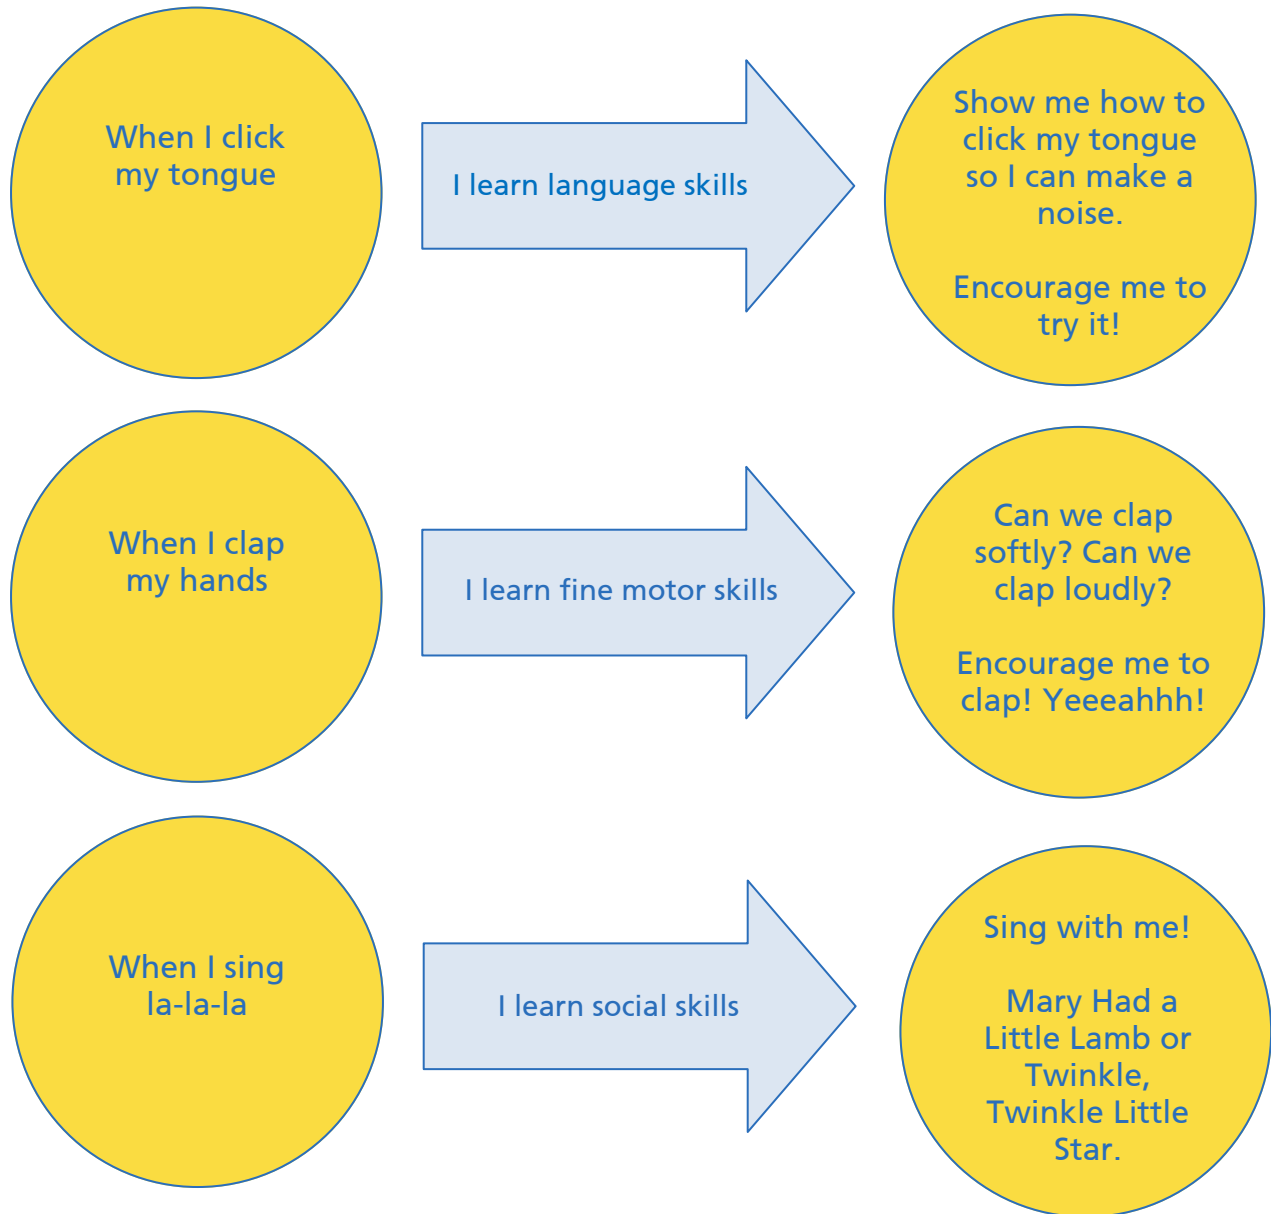 When I click
my tongue
I learn language skills
Show me how to
click my tongue
so I can make a
noise.
Encourage me to
try it!
When I clap
my hands
I learn fine motor skills
Can we clap
softly? Can we
clap loudly?
Encourage me to
clap! Yeeeahhh!
When I sing
la-la-la
I learn social skills
Sing with me!
Mary Had a
Little Lamb or
Twinkle,
Twinkle Little
Star.